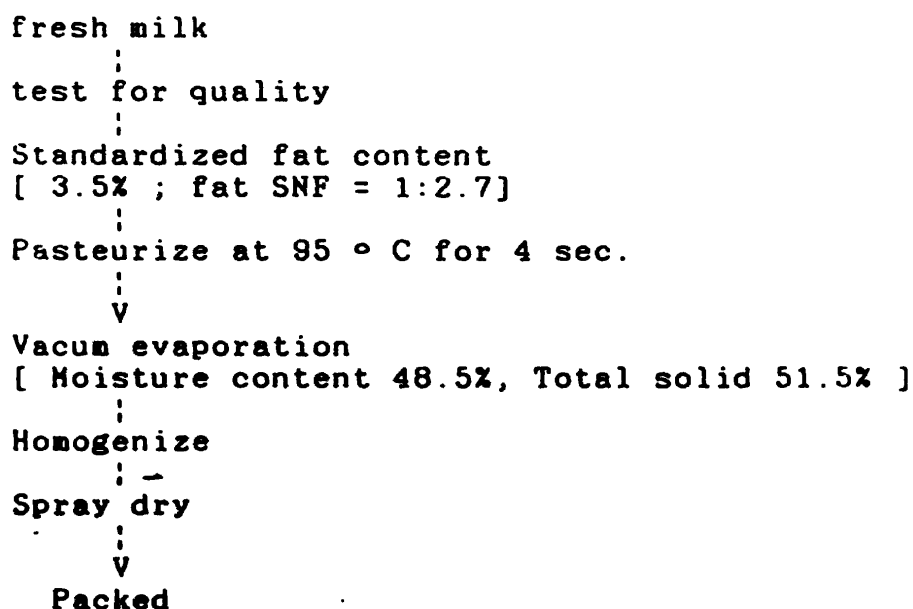 fresh milk
test for quality
Standardized fat content
[ 3.5% ; fat SNF = 1:2.7]
Pasteurize at 95 ° C for 4 sec.
V
Vacum evaporation
[ Moisture content 48.5%, Total solid 51.5% ]
Homogenize
Spray dry
V
Packed